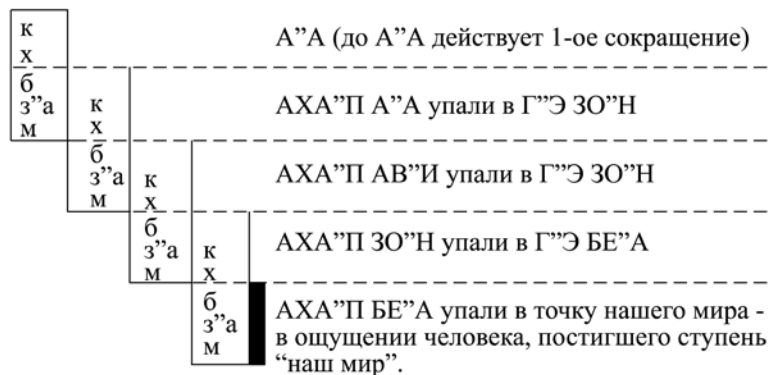 к
х
А”А (до А”А действует 1-ое сокращение)
б
з”а
м
к
х
АХА”П А”А упали в Г”Э ЗО”Н
б
з”а
м
к
х
АХА”П АВ”И упали в Г”Э ЗО”Н
б
з”а
м
к
х
АХА”П ЗО”Н упали в Г”Э БЕ”А
б
з”а
м
АХА”П БЕ”А упали в точку нашего мира -
в ощущении человека, постигшего ступень
“наш мир”.